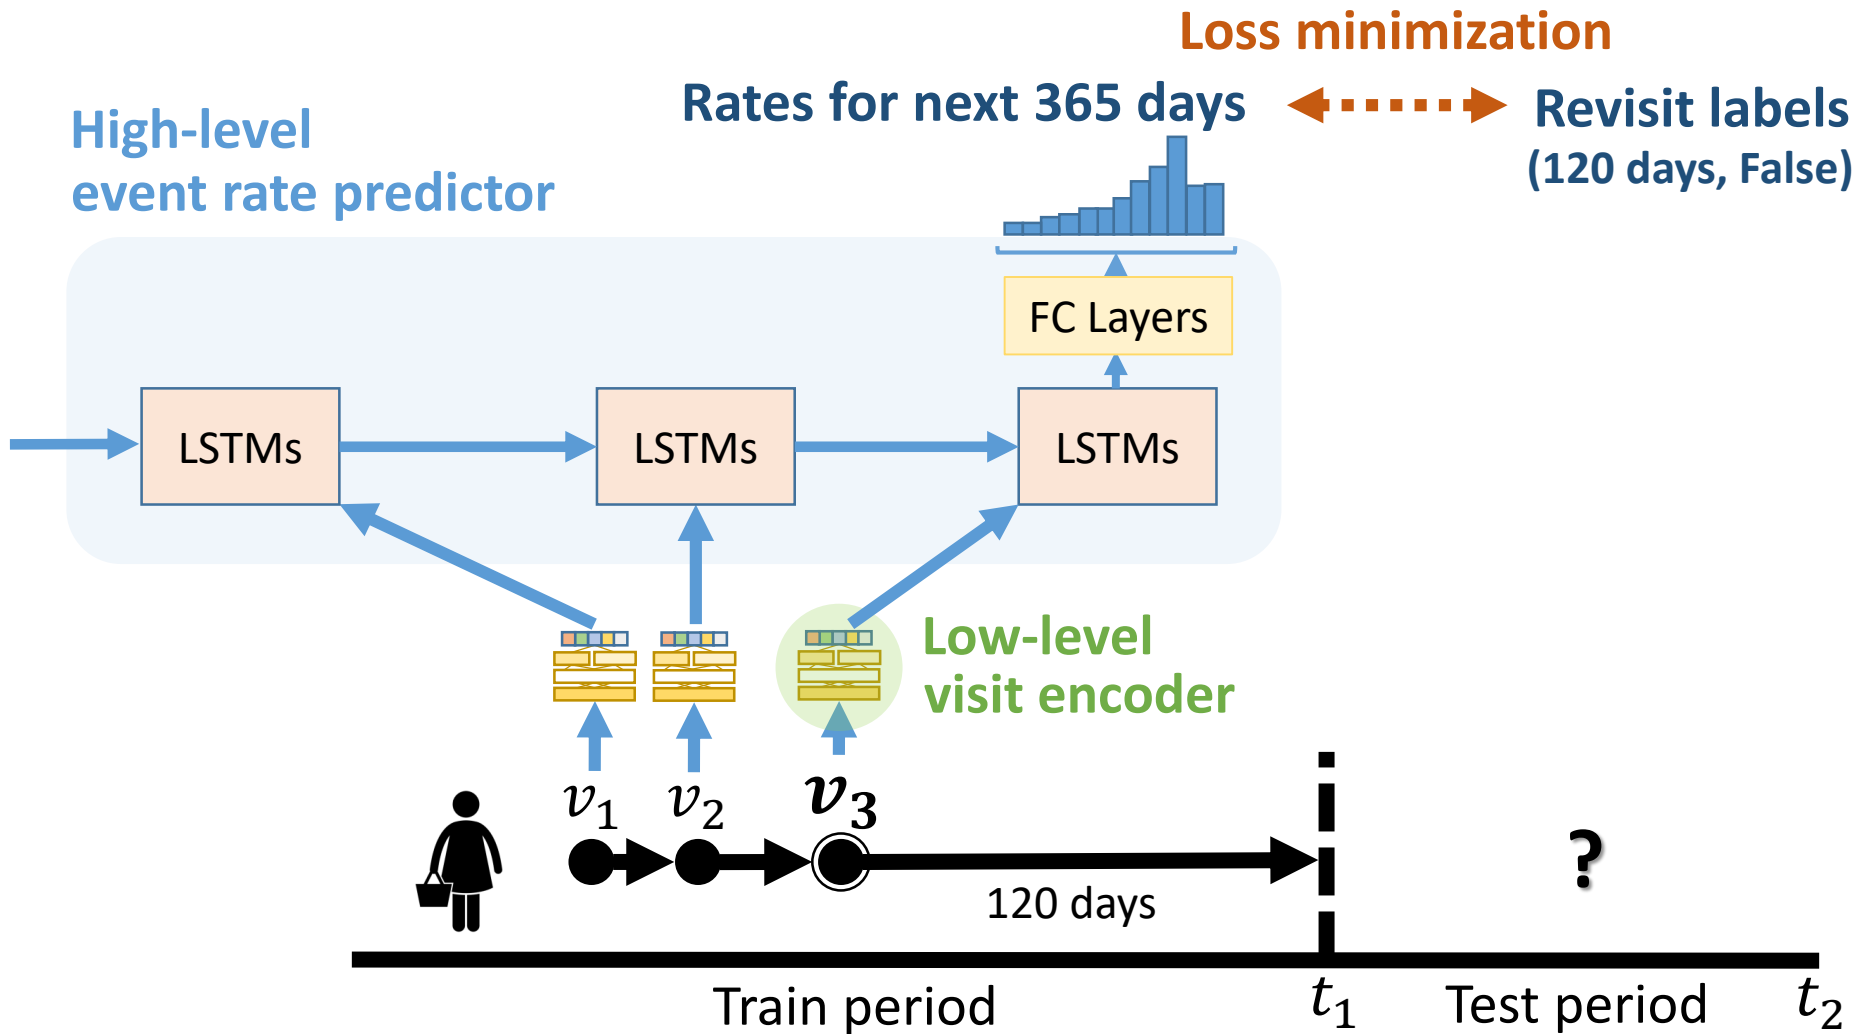 Loss minimization
Rates for next 365 days
Revisit labels
(120 days, False)
High-level
event rate predictor
FC Layers
LSTMs
LSTMs
LSTMs
Low-level
visit encoder
v₁
v₂
v₃
?
120 days
Train period
t₁
Test period
t₂